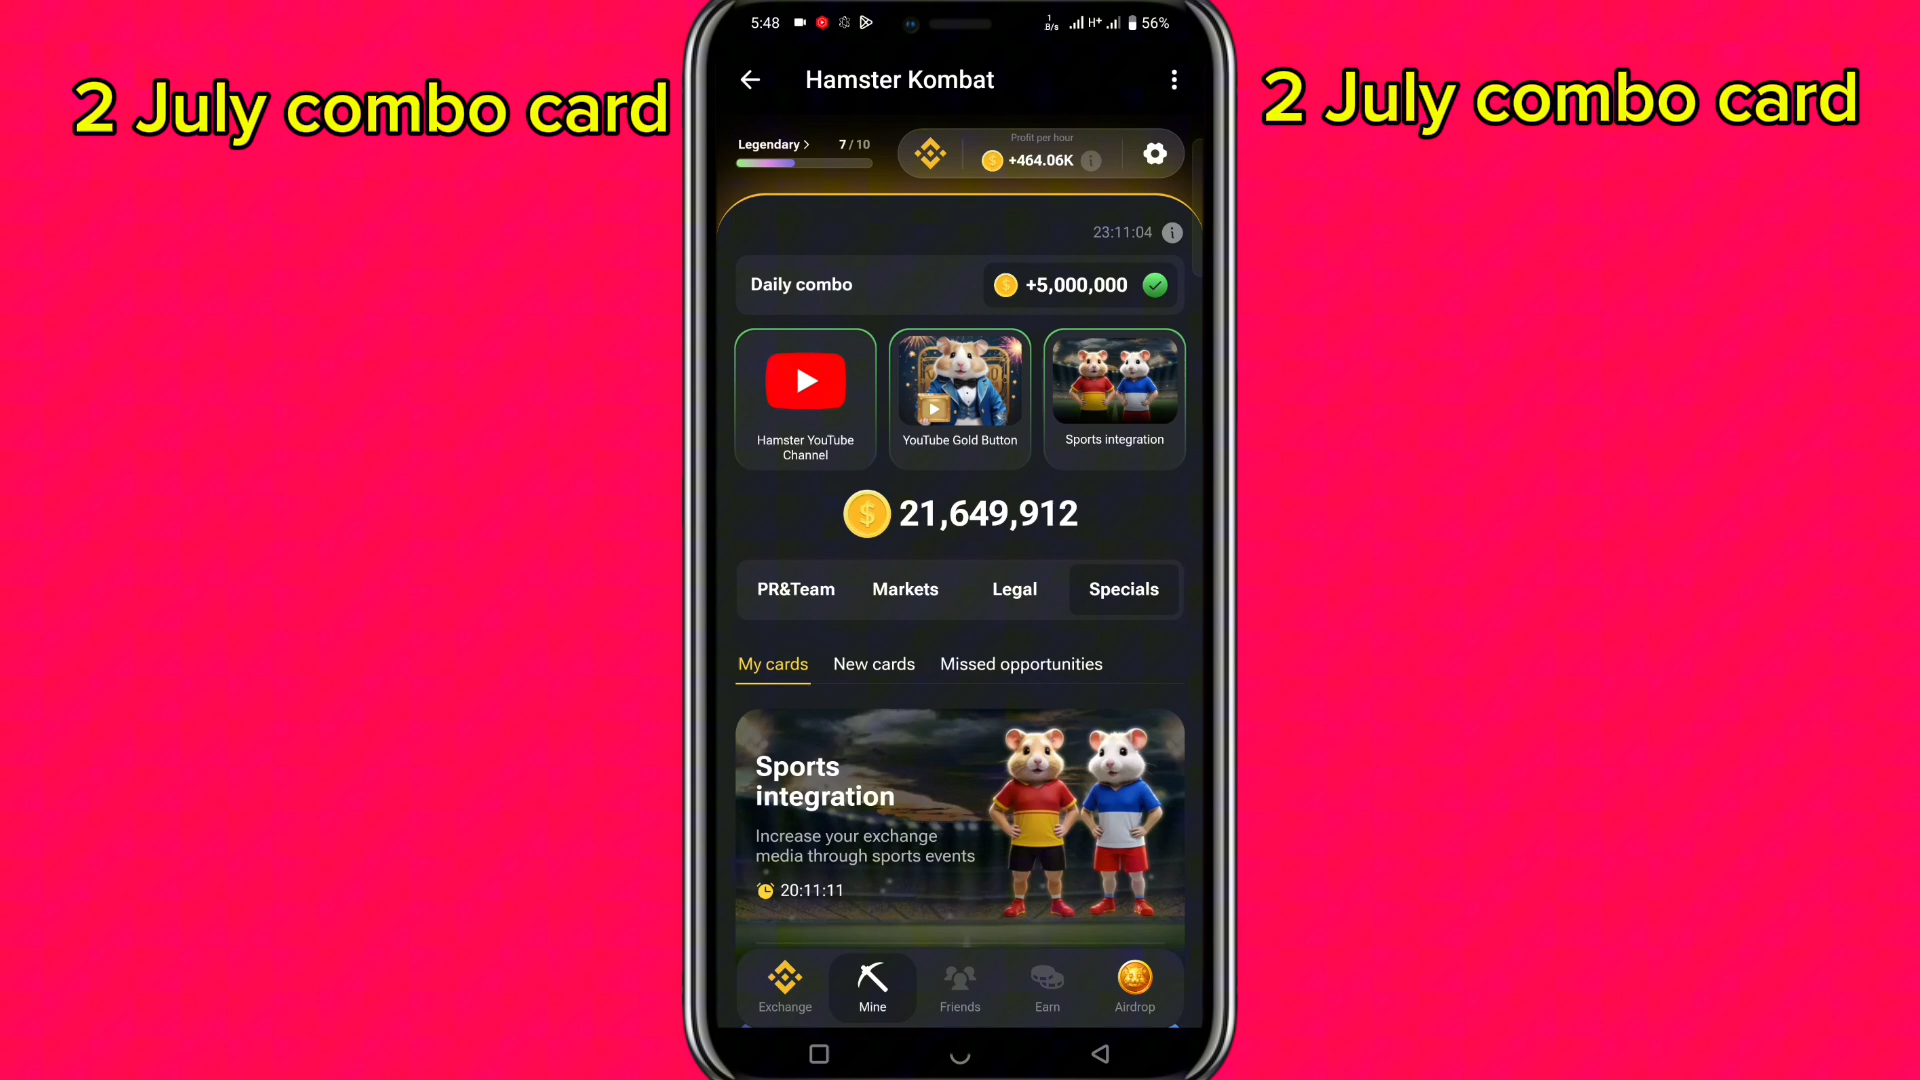 2 July combo card
2 July combo card
5:48
1 B/s H+ 56%
Hamster Kombat
Legendary > 7 / 10
Profit per hour
+464.06K
23:11:04
Daily combo +5,000,000
Hamster YouTube
Channel
YouTube Gold Button
Sports integration
21,649,912
PR&Team Markets Legal Specials
My cards New cards Missed opportunities
Sports
integration
Increase your exchange
media through sports events
20:11:11
Exchange Mine Friends Earn Airdrop